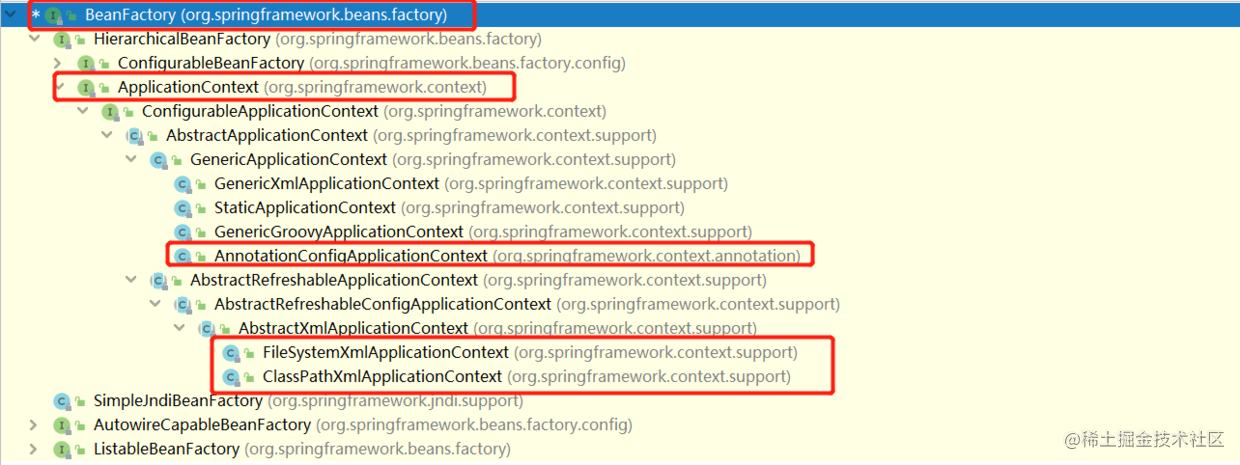 * BeanFactory (org.springframework.beans.factory)
HierarchicalBeanFactory (org.springframework.beans.factory)
ConfigurableBeanFactory (org.springframework.beans.factory.config)
ApplicationContext (org.springframework.context)
ConfigurableApplicationContext (org.springframework.context)
AbstractApplicationContext (org.springframework.context.support)
GenericApplicationContext (org.springframework.context.support)
GenericXmlApplicationContext (org.springframework.context.support)
StaticApplicationContext (org.springframework.context.support)
GenericGroovyApplicationContext (org.springframework.context.support)
AnnotationConfigApplicationContext (org.springframework.context.annotation)
AbstractRefreshableApplicationContext (org.springframework.context.support)
AbstractRefreshableConfigApplicationContext (org.springframework.context.support)
AbstractXmlApplicationContext (org.springframework.context.support)
FileSystemXmlApplicationContext (org.springframework.context.support)
ClassPathXmlApplicationContext (org.springframework.context.support)
SimpleJndiBeanFactory (org.springframework.jndi.support)
AutowireCapableBeanFactory (org.springframework.beans.factory.config)
ListableBeanFactory (org.springframework.beans.factory)
@稀土掘金技术社区